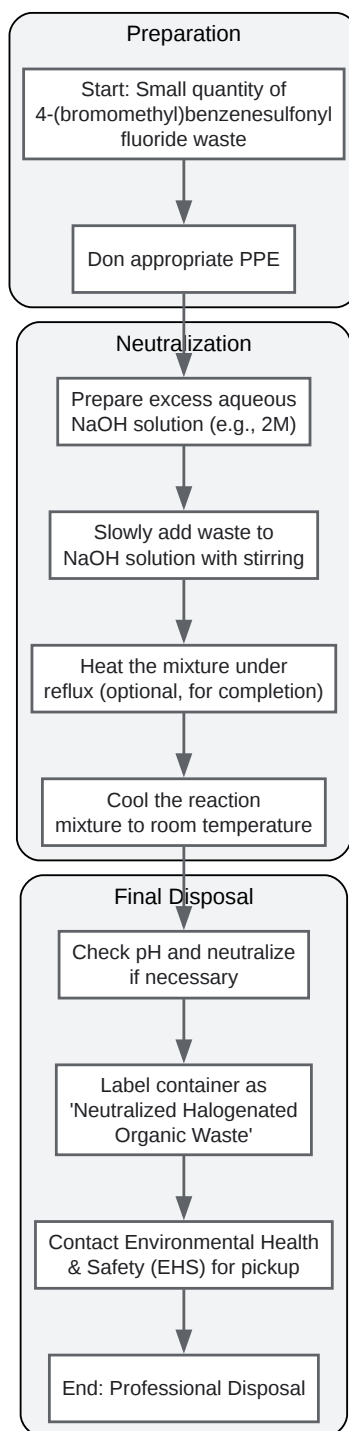 Preparation
Start: Small quantity of
4-(bromomethyl)benzenesulfonyl
fluoride waste
Don appropriate PPE
Neutralization
Prepare excess aqueous
NaOH solution (e.g., 2M)
Slowly add waste to
NaOH solution with stirring
Heat the mixture under
reflux (optional, for completion)
Cool the reaction
mixture to room temperature
Final Disposal
Check pH and neutralize
if necessary
Label container as
'Neutralized Halogenated
Organic Waste'
Contact Environmental Health
& Safety (EHS) for pickup
End: Professional Disposal